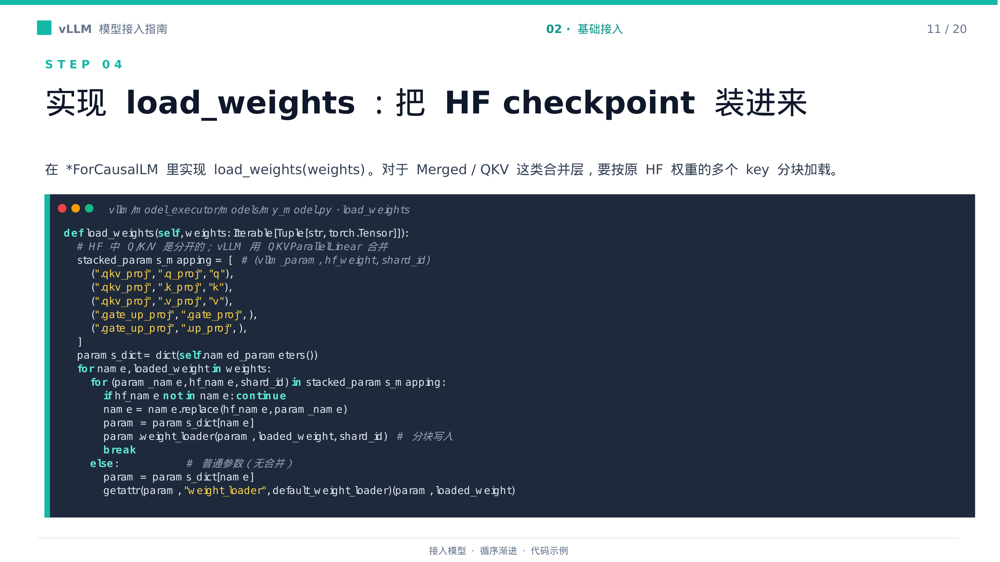 vLLM 模型接入指南
02 · 基础接入
11 / 20
STEP 04
实现 load_weights：把 HF checkpoint 装进来
在 *ForCausalLM 里实现 load_weights(weights)。对于 Merged / QKV 这类合并层，要按原 HF 权重的多个 key 分块加载。
vllm/model_executor/models/my_model.py · load_weights
def load_weights(self, weights: Iterable[Tuple[str, torch.Tensor]]):
    # HF 中 Q/K/V 是分开的；vLLM 用 QKVParallelLinear 合并
    stacked_params_mapping = [  # (vllm_param, hf_weight, shard_id)
        (".qkv_proj", ".q_proj", "q"),
        (".qkv_proj", ".k_proj", "k"),
        (".qkv_proj", ".v_proj", "v"),
        (".gate_up_proj", ".gate_proj", ),
        (".gate_up_proj", ".up_proj", ),
    ]
    params_dict = dict(self.named_parameters())
    for name, loaded_weight in weights:
        for (param_name, hf_name, shard_id) in stacked_params_mapping:
            if hf_name not in name: continue
            name = name.replace(hf_name, param_name)
            param = params_dict[name]
            param.weight_loader(param, loaded_weight, shard_id)  # 分块写入
            break
        else:                     # 普通参数（无合并）
            param = params_dict[name]
            getattr(param, "weight_loader", default_weight_loader)(param, loaded_weight)
接入模型 · 循序渐进 · 代码示例